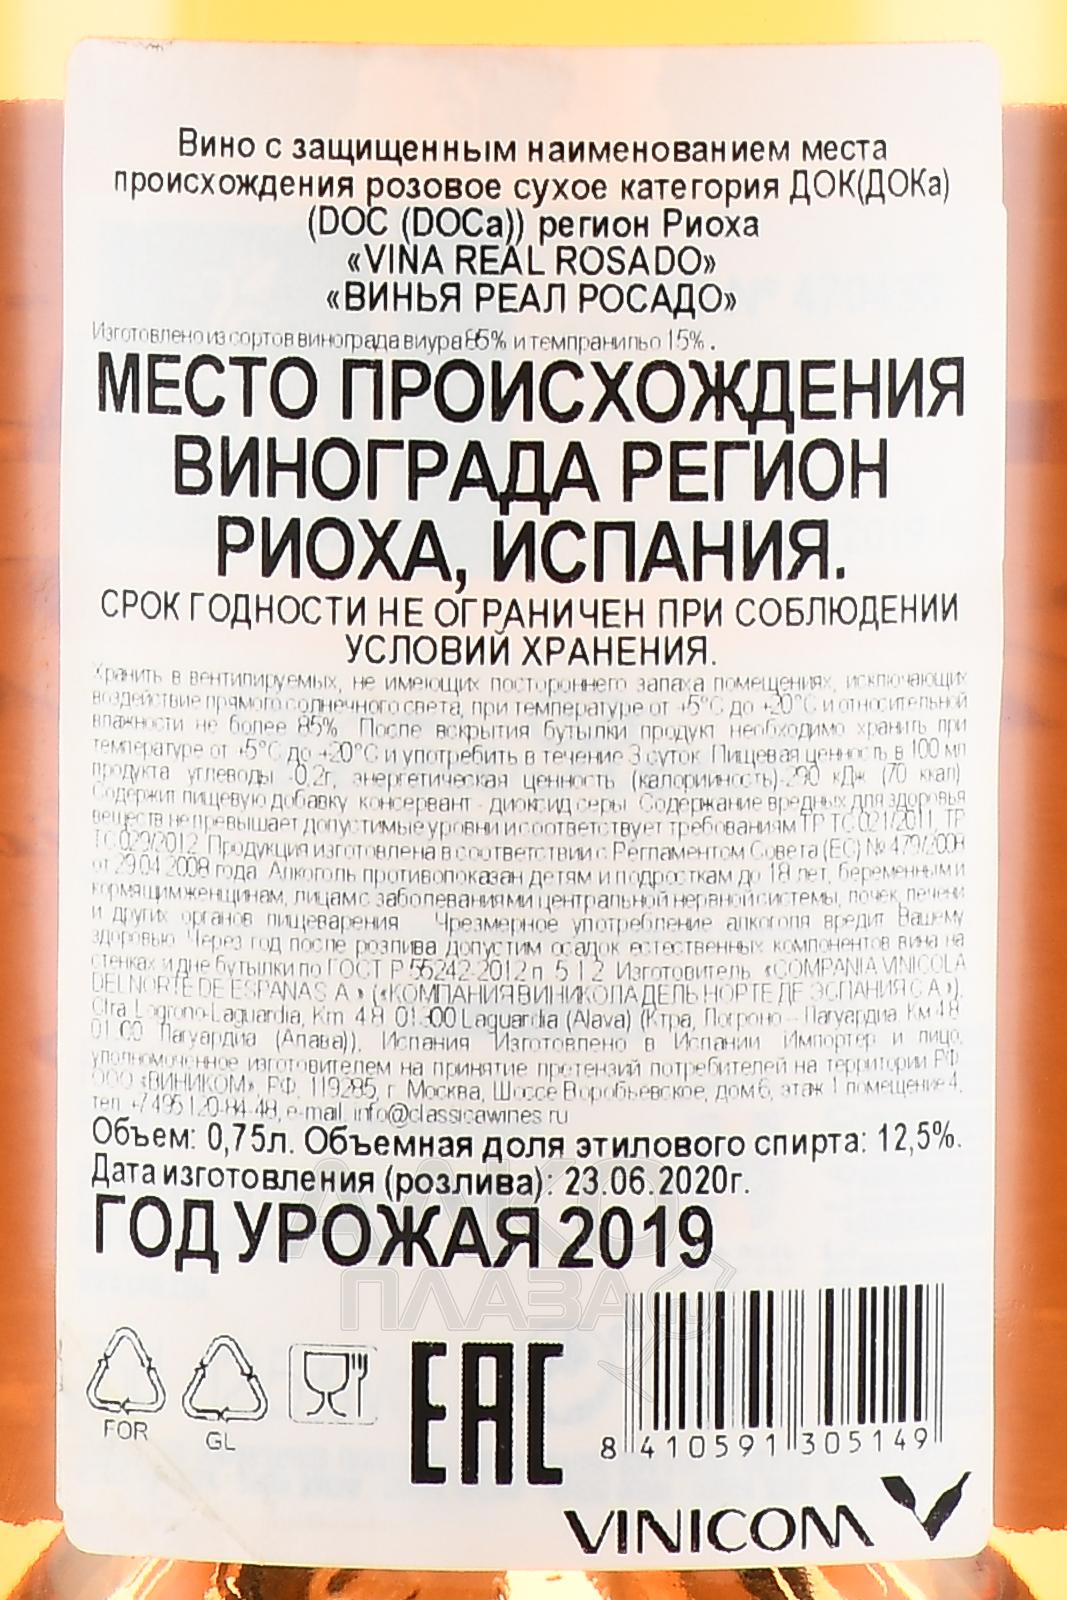 Вино с защищенным наименованием места
происхождения розовое сухое категория ДОК(ДОКа)
(DOC (DOCa)) регион Риоха
«VINA REAL ROSADO»
«ВИНЬЯ РЕАЛ РОСАДО»
Изготовлено из сортов винограда виура 85% и темпранильо 15% .
МЕСТО ПРОИСХОЖДЕНИЯ
ВИНОГРАДА РЕГИОН
РИОХА, ИСПАНИЯ.
СРОК ГОДНОСТИ НЕ ОГРАНИЧЕН ПРИ СОБЛЮДЕНИИ
УСЛОВИЙ ХРАНЕНИЯ.
Хранить в вентилируемых, не имеющих постороннего запаха помещениях, исключающих
воздействие прямого солнечного света, при температуре от +5°С до +20°С и относительной
влажности не более 85%. После вскрытия бутылки продукт необходимо хранить при
температуре от +5°С до +20°С и употребить в течение 3 суток. Пищевая ценность в 100 мл
продукта углеводы -0,2г, энергетическая ценность (калорийность)-290 кДж (70 ккал).
Содержит пищевую добавку консервант - диоксид серы. Содержание вредных для здоровья
веществ не превышает допустимые уровни и соответствует требованиям ТР ТС 021/2011, ТР
ТС 029/2012. Продукция изготовлена в соответствии с Регламентом Совета (ЕС) № 479/2008
от 29.04.2008 года. Алкоголь противопоказан детям и подросткам до 18 лет, беременным и
кормящим женщинам, лицам с заболеваниями центральной нервной системы, почек, печени
и других органов пищеварения. Чрезмерное употребление алкоголя вредит Вашему
здоровью. Через год после розлива допустим осадок естественных компонентов вина на
стенках и дне бутылки по ГОСТ Р 55242-2012 п. 5.1.2. Изготовитель: «COMPANIA VINICOLA
DEL NORTE DE ESPANA S.A.» («КОМПАНИЯ ВИНИКОЛА ДЕЛЬ НОРТЕ ДЕ ЭСПАНИЯ С.А.»),
Ctra. Logrono-Laguardia, Km. 4.8 01300 Laguardia (Alava) (Ктра. Логроно – Лагуардиа Км 4.8
Лагуардиа (Алава)), Испания. Изготовлено в Испании. Импортер и лицо,
уполномоченное изготовителем на принятие претензий потребителей на территории РФ:
ООО «ВИНИКОМ», РФ, 119285, г. Москва, Шоссе Воробьевское, дом 6, этаж 1 помещение 4,
тел. +7 495 120-84-48, e-mail: info@classicawines.ru
Объем: 0,75л. Объемная доля этилового спирта: 12,5%.
Дата изготовления (розлива): 23.06.2020г.
ГОД УРОЖАЯ 2019
АЛКО
ПЛАЗА
FOR
GL
EAC
8 410591 305149
VINICOM